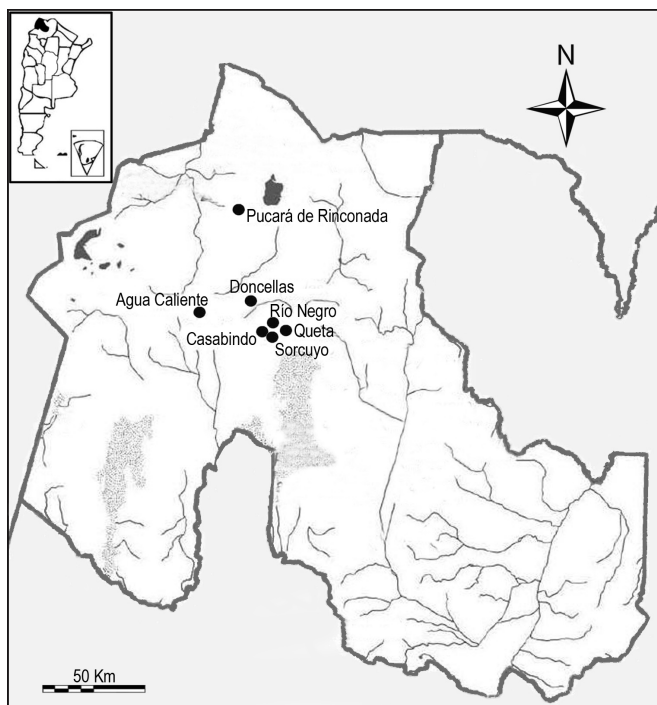 N
Pucará de Rinconada
Doncellas
Agua Caliente
Río Negro
Casabindo
Queta
Sorcuyo
50 Km